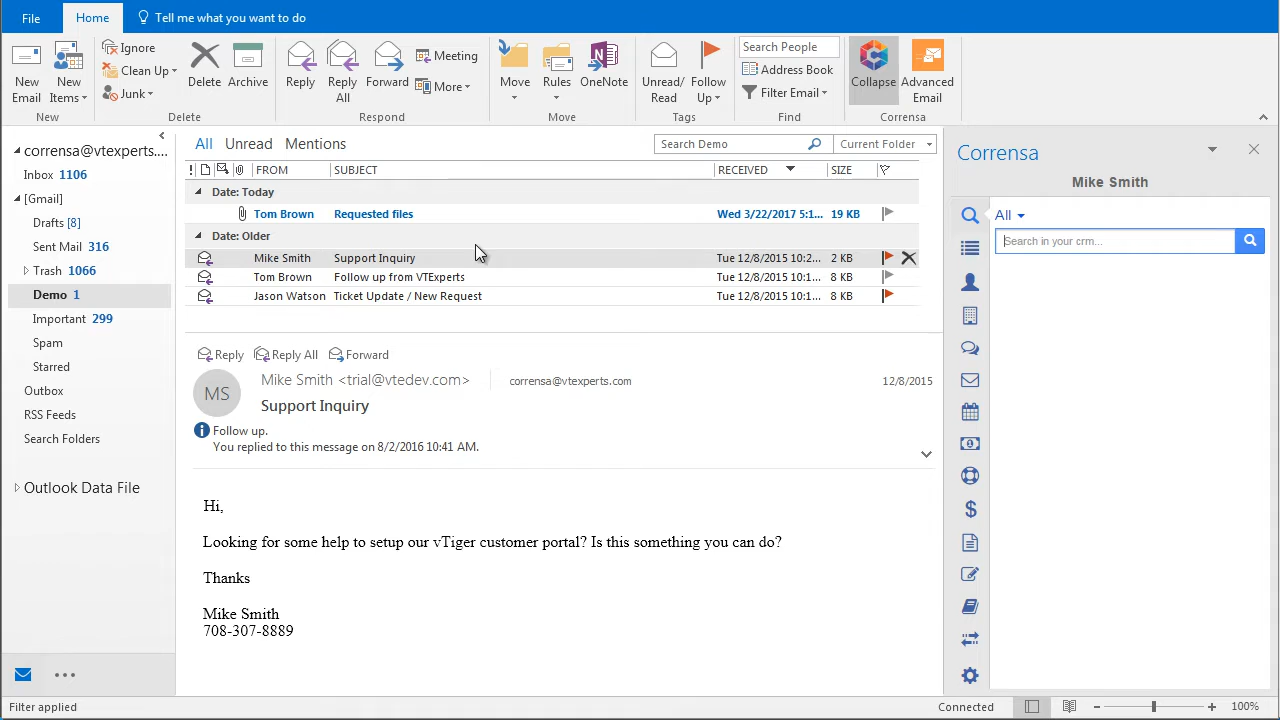 File Home Tell me what you want to do
New Email
New Items
New
Ignore
Clean Up
Junk
Delete
Archive
Delete
Reply
Reply All
Forward
Meeting
More
Respond
Move
Rules
OneNote
Move
Unread/ Read
Follow Up
Tags
Search People
Address Book
Filter Email
Find
Collapse
Advanced Email
Corrensa
corrensa@vtexperts....
Inbox 1106
[Gmail]
Drafts [8]
Sent Mail 316
Trash 1066
Demo 1
Important 299
Spam
Starred
Outbox
RSS Feeds
Search Folders
Outlook Data File
All Unread Mentions
Search Demo
Current Folder
! FROM SUBJECT RECEIVED SIZE
Date: Today
Tom Brown Requested files Wed 3/22/2017 5:1... 19 KB
Date: Older
Mike Smith Support Inquiry Tue 12/8/2015 10:2... 2 KB
Tom Brown Follow up from VTExperts Tue 12/8/2015 10:1... 8 KB
Jason Watson Ticket Update / New Request Tue 12/8/2015 10:1... 8 KB
Reply Reply All Forward
MS
Mike Smith <trial@vtedev.com> corrensa@vtexperts.com 12/8/2015
Support Inquiry
Follow up.
You replied to this message on 8/2/2016 10:41 AM.
Hi,
Looking for some help to setup our vTiger customer portal? Is this something you can do?
Thanks
Mike Smith
708-307-8889
Corrensa
Mike Smith
All
Search in your crm...
Filter applied
Connected
100%